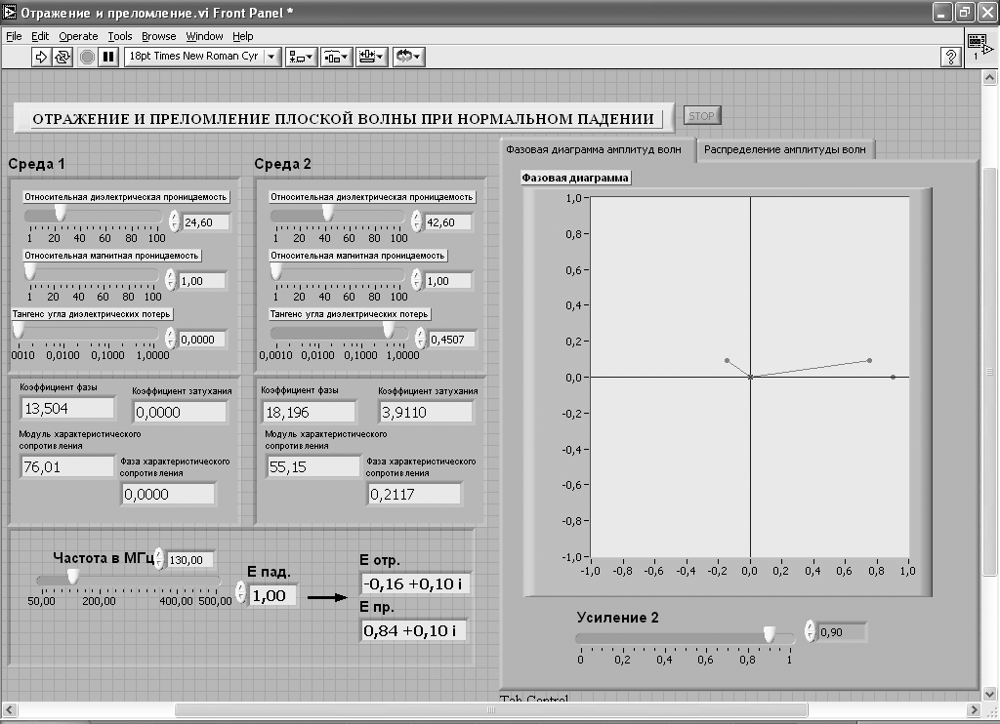 Отражение и преломление.vi Front Panel *
File Edit Operate Tools Browse Window Help
18pt Times New Roman Cyr
?
1
ОТРАЖЕНИЕ И ПРЕЛОМЛЕНИЕ ПЛОСКОЙ ВОЛНЫ ПРИ НОРМАЛЬНОМ ПАДЕНИИ
STOP
Среда 1
Относительная диэлектрическая проницаемость
24,60
1 20 40 60 80 100
Относительная магнитная проницаемость
1,00
1 20 40 60 80 100
Тангенс угла диэлектрических потерь
0,0000
0010 0,0100 0,1000 1,0000
Коэффициент фазы
13,504
Коэффициент затухания
0,0000
Модуль характеристического
сопротивления
76,01
Фаза характеристического
сопротивления
0,0000
Среда 2
Относительная диэлектрическая проницаемость
42,60
1 20 40 60 80 100
Относительная магнитная проницаемость
1,00
1 20 40 60 80 100
Тангенс угла диэлектрических потерь
0,4507
0,0010 0,0100 0,1000 1,0000
Коэффициент фазы
18,196
Коэффициент затухания
3,9110
Модуль характеристического
сопротивления
55,15
Фаза характеристического
сопротивления
0,2117
Частота в МГц
130,00
50,00 200,00 400,00 500,00
Е пад.
1,00
Е отр.
-0,16 +0,10 i
Е пр.
0,84 +0,10 i
Фазовая диаграмма амплитуд волн
Распределение амплитуды волн
Фазовая диаграмма
1,0
0,8
0,6
0,4
0,2
0,0
-0,2
-0,4
-0,6
-0,8
-1,0
-1,0 -0,8 -0,6 -0,4 -0,2 0,0 0,2 0,4 0,6 0,8 1,0
Усиление 2
0,90
0 0,2 0,4 0,6 0,8 1
Tab Control